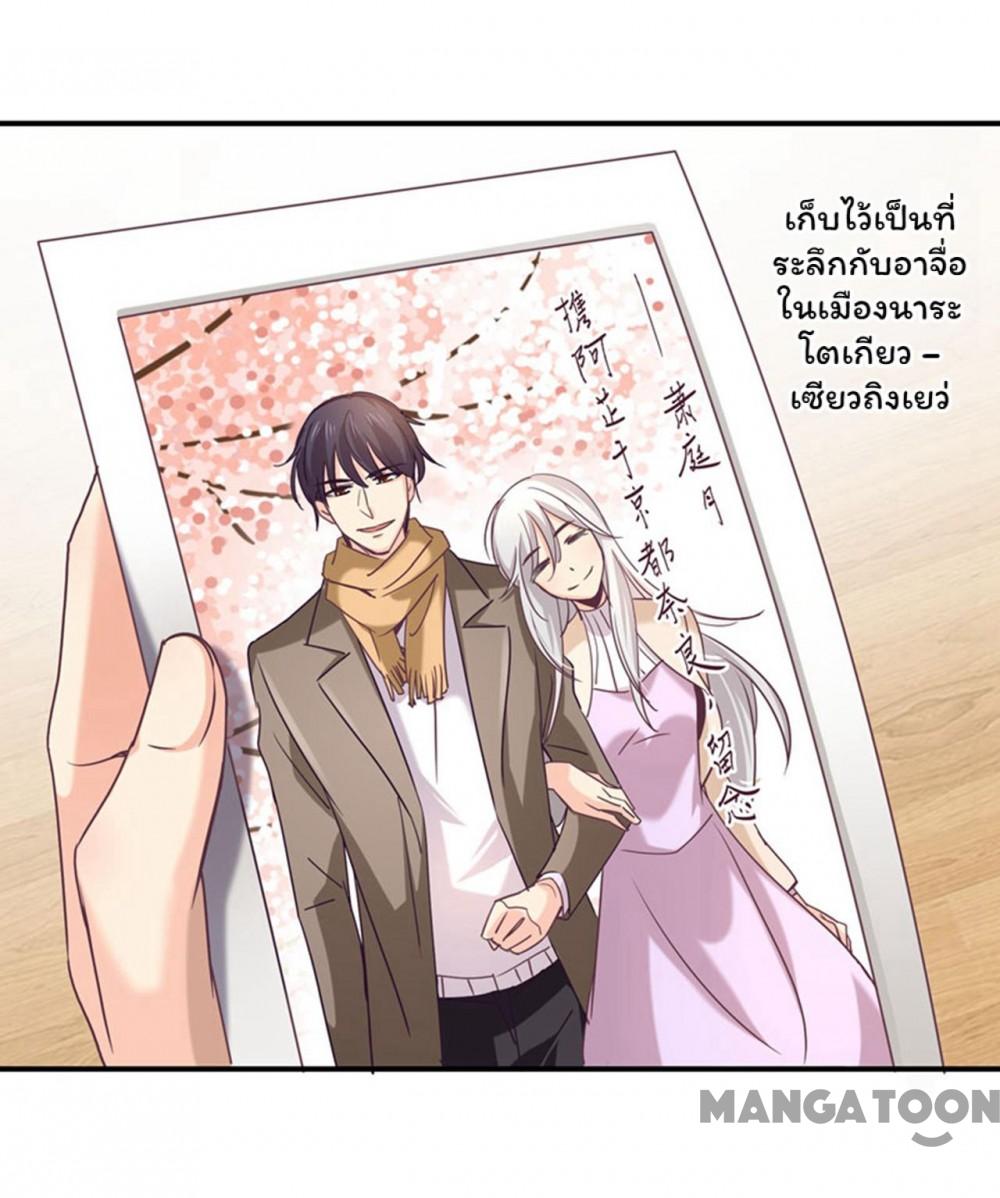 เก็บไว้เป็นที่
ระลึกกับอาจื่อ
ในเมืองนาระ
โตเกียว –
เซียวถิงเยว่
携阿芷于京都奈良,留念
——萧庭月
MANGATOON